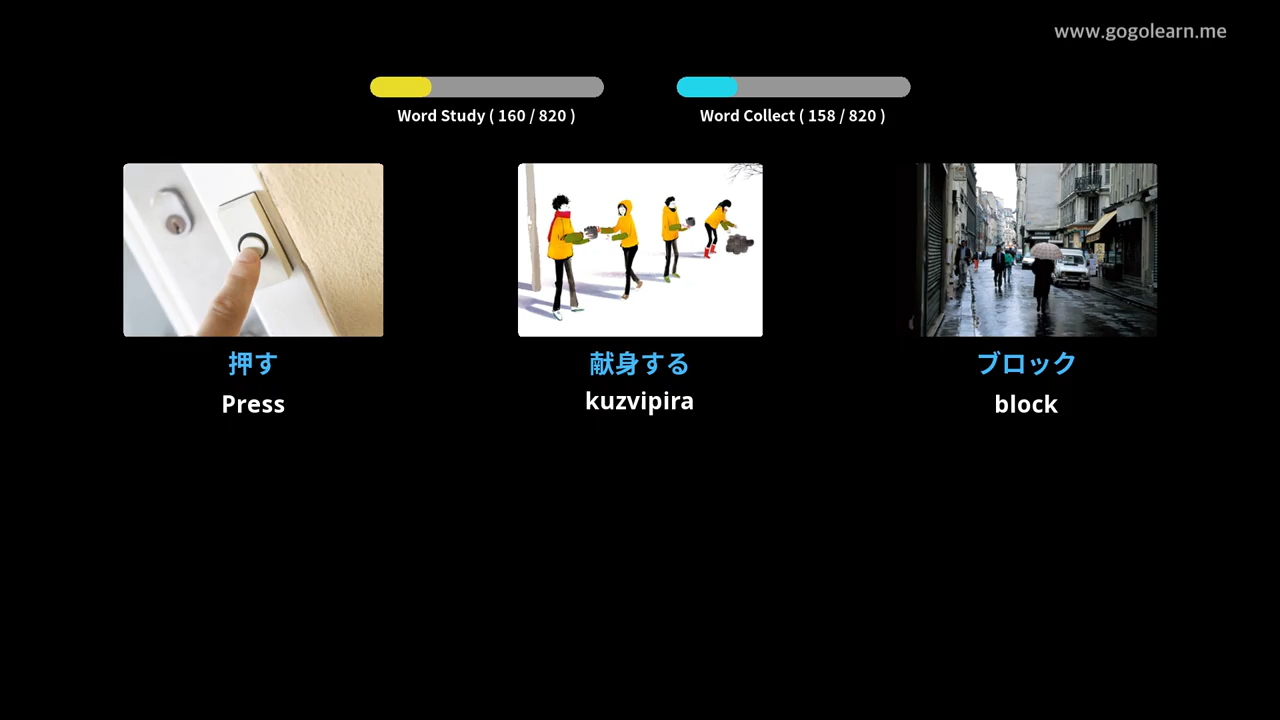 www.gogolearn.me
Word Study ( 160 / 820 )
Word Collect ( 158 / 820 )
押す
Press
献身する
kuzvipira
ブロック
block